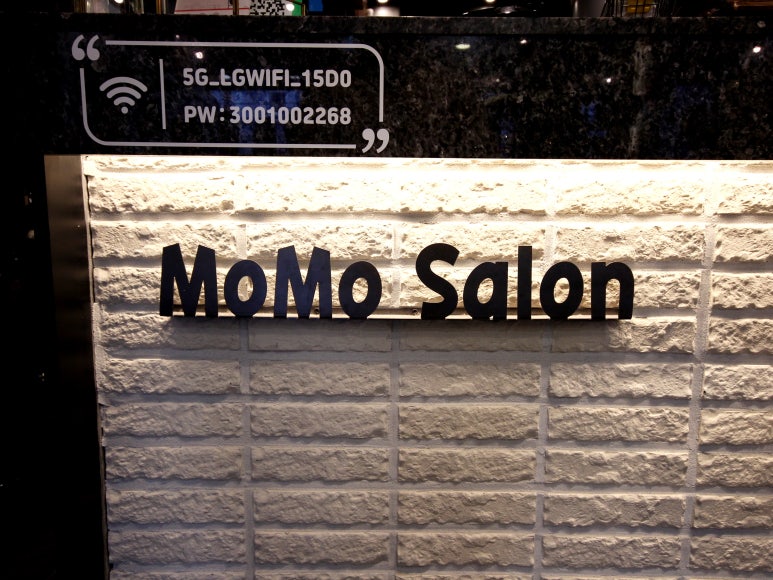 5G_LGWIFI_15D0
PW: 3001002268
MoMo Salon